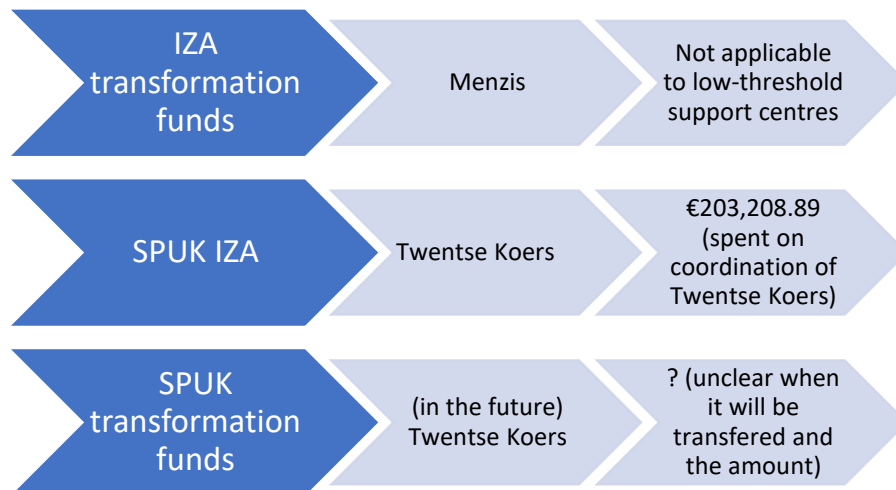 IZA
transformation
funds
Menzis
Not applicable
to low-threshold
support centres
SPUK IZA
Twentse Koers
€203,208.89
(spent on
coordination of
Twentse Koers)
SPUK
transformation
funds
(in the future)
Twentse Koers
? (unclear when
it will be
transfered and
the amount)